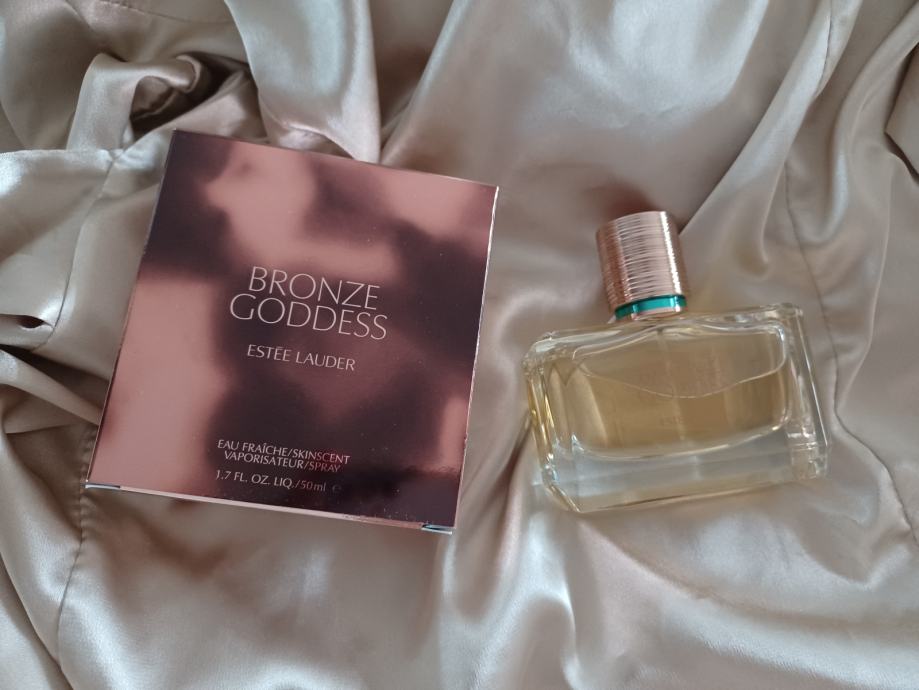 BRONZE
GODDESS
ESTĒE LAUDER
EAU FRAÎCHE/SKINSCENT
VAPORISATEUR/SPRAY
1.7 FL. OZ. LIQ./50ml ℮